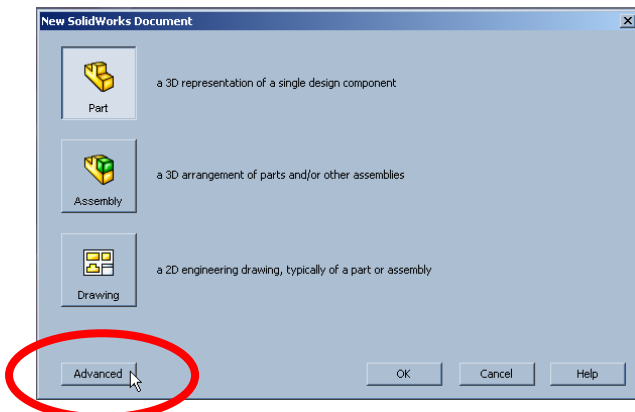 New SolidWorks Document
Part
a 3D representation of a single design component
Assembly
a 3D arrangement of parts and/or other assemblies
Drawing
a 2D engineering drawing, typically of a part or assembly
Advanced
OK
Cancel
Help